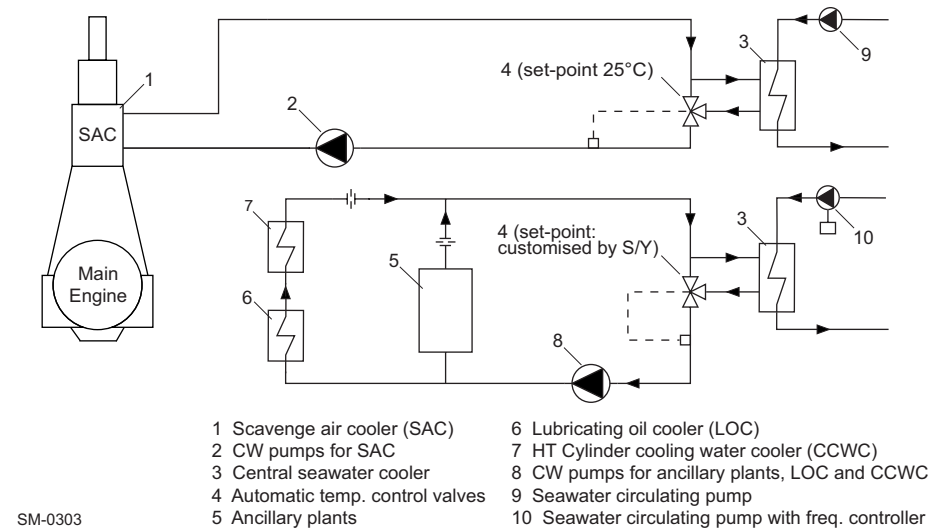 1
SAC
2
4 (set-point 25°C)
3
9
Main
Engine
7
6
5
4 (set-point:
customised by S/Y)
3
10
8
1 Scavenge air cooler (SAC)
2 CW pumps for SAC
3 Central seawater cooler
4 Automatic temp. control valves
5 Ancillary plants
6 Lubricating oil cooler (LOC)
7 HT Cylinder cooling water cooler (CCWC)
8 CW pumps for ancillary plants, LOC and CCWC
9 Seawater circulating pump
10 Seawater circulating pump with freq. controller
SM-0303